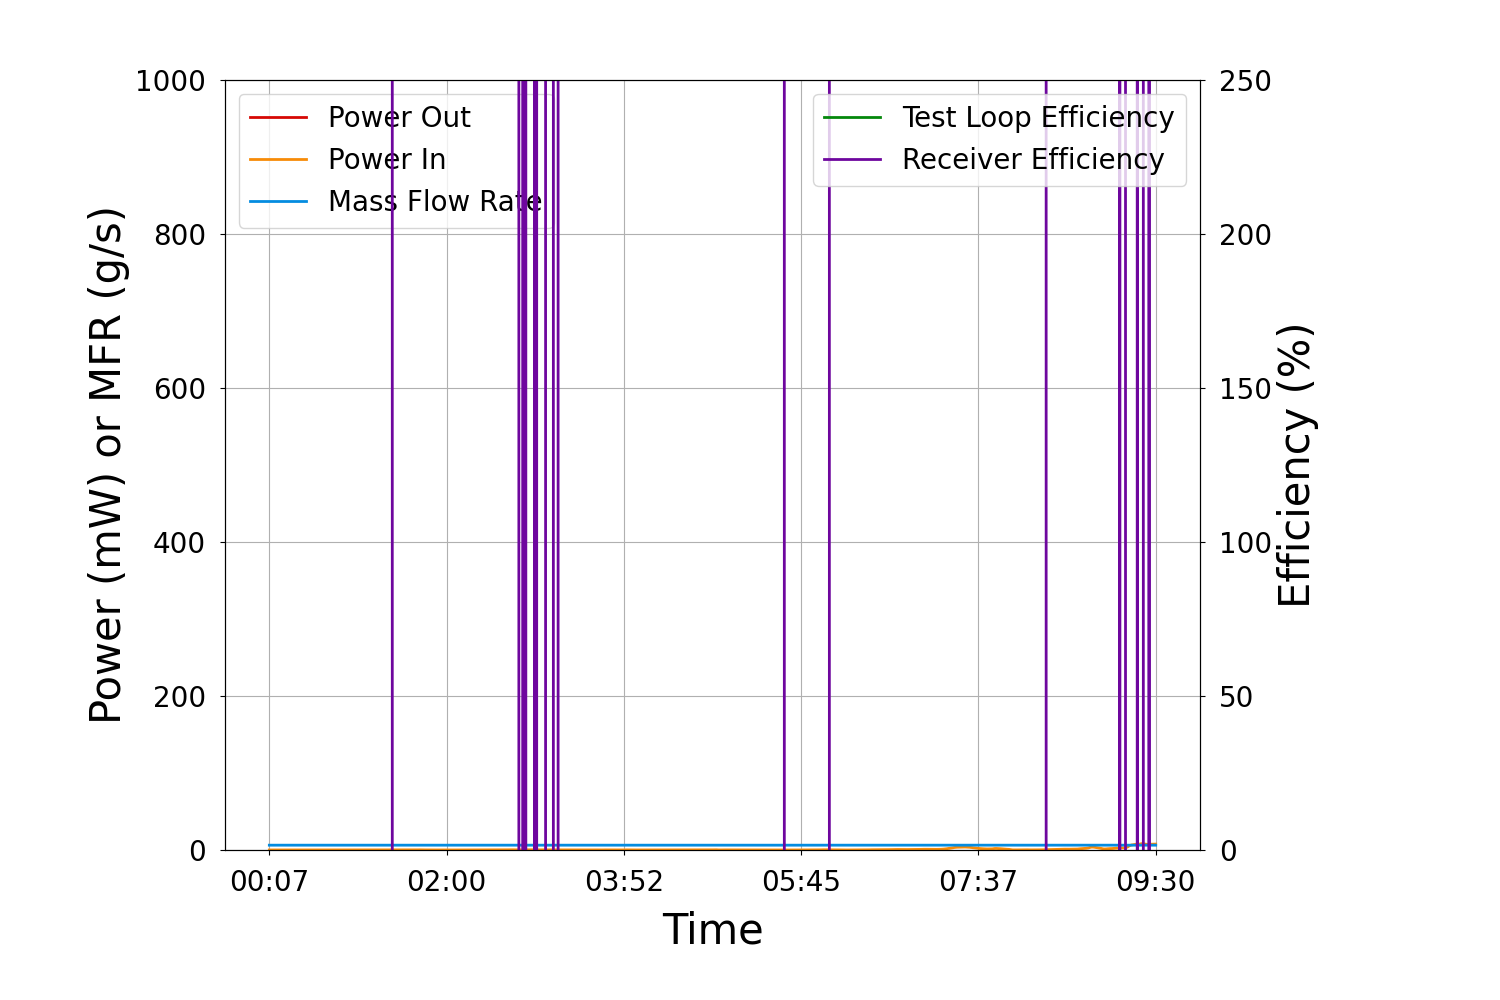 1000
800
600
400
200
0
Power (mW) or MFR (g/s)
Power Out
Power In
Mass Flow Rate
Test Loop Efficiency
Receiver Efficiency
250
200
150
100
50
0
Efficiency (%)
00:07 02:00 03:52 05:45 07:37 09:30
Time